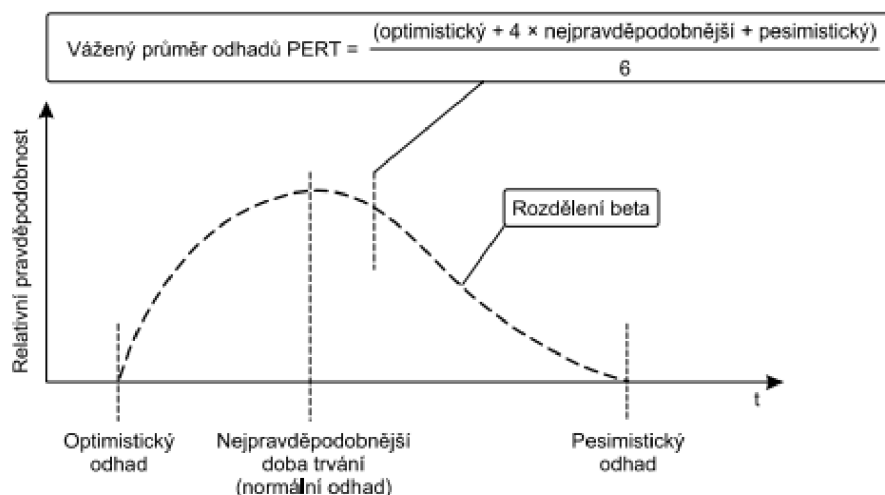 Vážený průměr odhadů PERT = (optimistický + 4 × nejpravděpodobnější + pesimistický)
6
Relativní pravděpodobnost
Rozdělení beta
t
Optimistický
odhad
Nejpravděpodobnější
doba trvání
(normální odhad)
Pesimistický
odhad